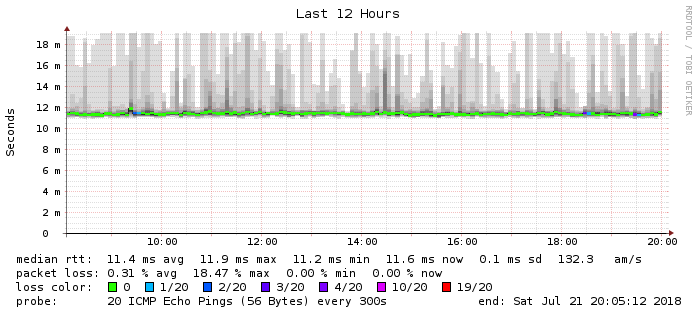 Last 12 Hours
RRDTOOL / TOBI OETIKER
Seconds
18 m
16 m
14 m
12 m
10 m
8 m
6 m
4 m
2 m
0
10:00 12:00 14:00 16:00 18:00 20:00
median rtt: 11.4 ms avg 11.9 ms max 11.2 ms min 11.6 ms now 0.1 ms sd 132.3 am/s
packet loss: 0.31 % avg 18.47 % max 0.00 % min 0.00 % now
loss color: 0 1/20 2/20 3/20 4/20 10/20 19/20
probe: 20 ICMP Echo Pings (56 Bytes) every 300s end: Sat Jul 21 20:05:12 2018